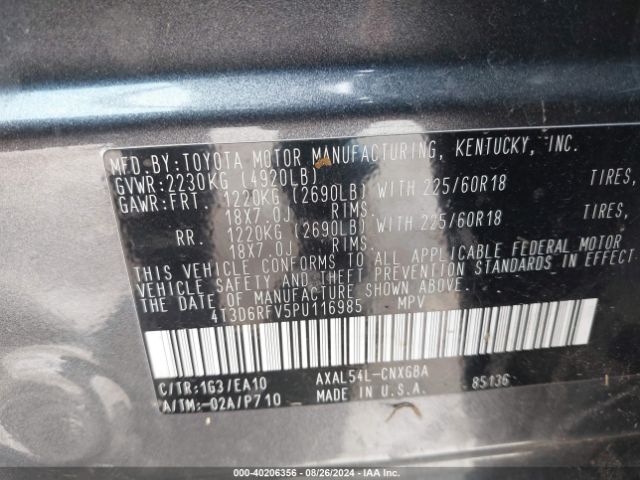 MFD.BY:TOYOTA MOTOR MANUFACTURING, KENTUCKY, INC.
GVWR:2230KG (4920LB)
GAWR:FRT 1220KG (2690LB) WITH 225/60R18 TIRES,
18X7.0J RIMS.
RR. 1220KG (2690LB) WITH 225/60R18 TIRES,
18X7.0J RIMS.
THIS VEHICLE CONFORMS TO ALL APPLICABLE FEDERAL MOTOR
VEHICLE SAFETY AND THEFT PREVENTION STANDARDS IN EFFECT
DATE OF MANUFACTURE SHOWN ABOVE.
4T3D6RFV5PU116985 MPV
C/TR:1G3/EA10 AXAL54L-CNXGBA
A/TM:-02A/P710 MADE IN U.S.A. 85136
000-40206356 - 08/26/2024 - IAA Inc.